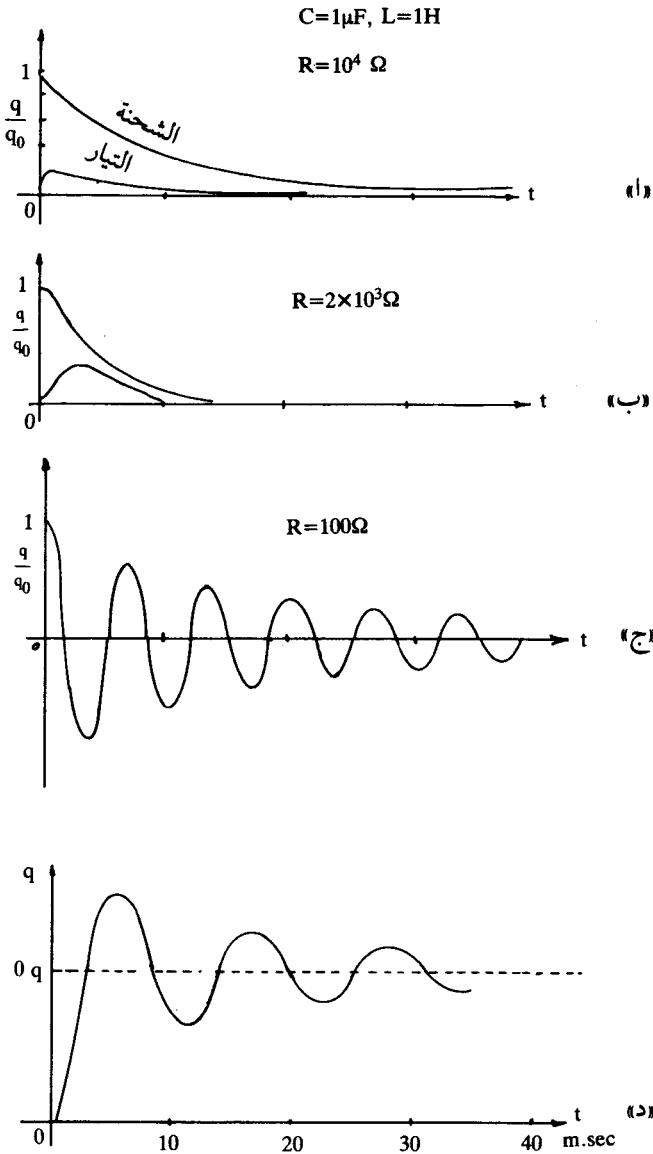 C=1μF, L=1H
R=10⁴ Ω
1
q
q₀
الشحنة
التيار
0
t
«أ»
1
q
q₀
R=2×10³Ω
0
t
«ب»
1
q
q₀
R=100Ω
0
t
«ج»
q
0 q
t
«د»
0 10 20 30 40 m.sec